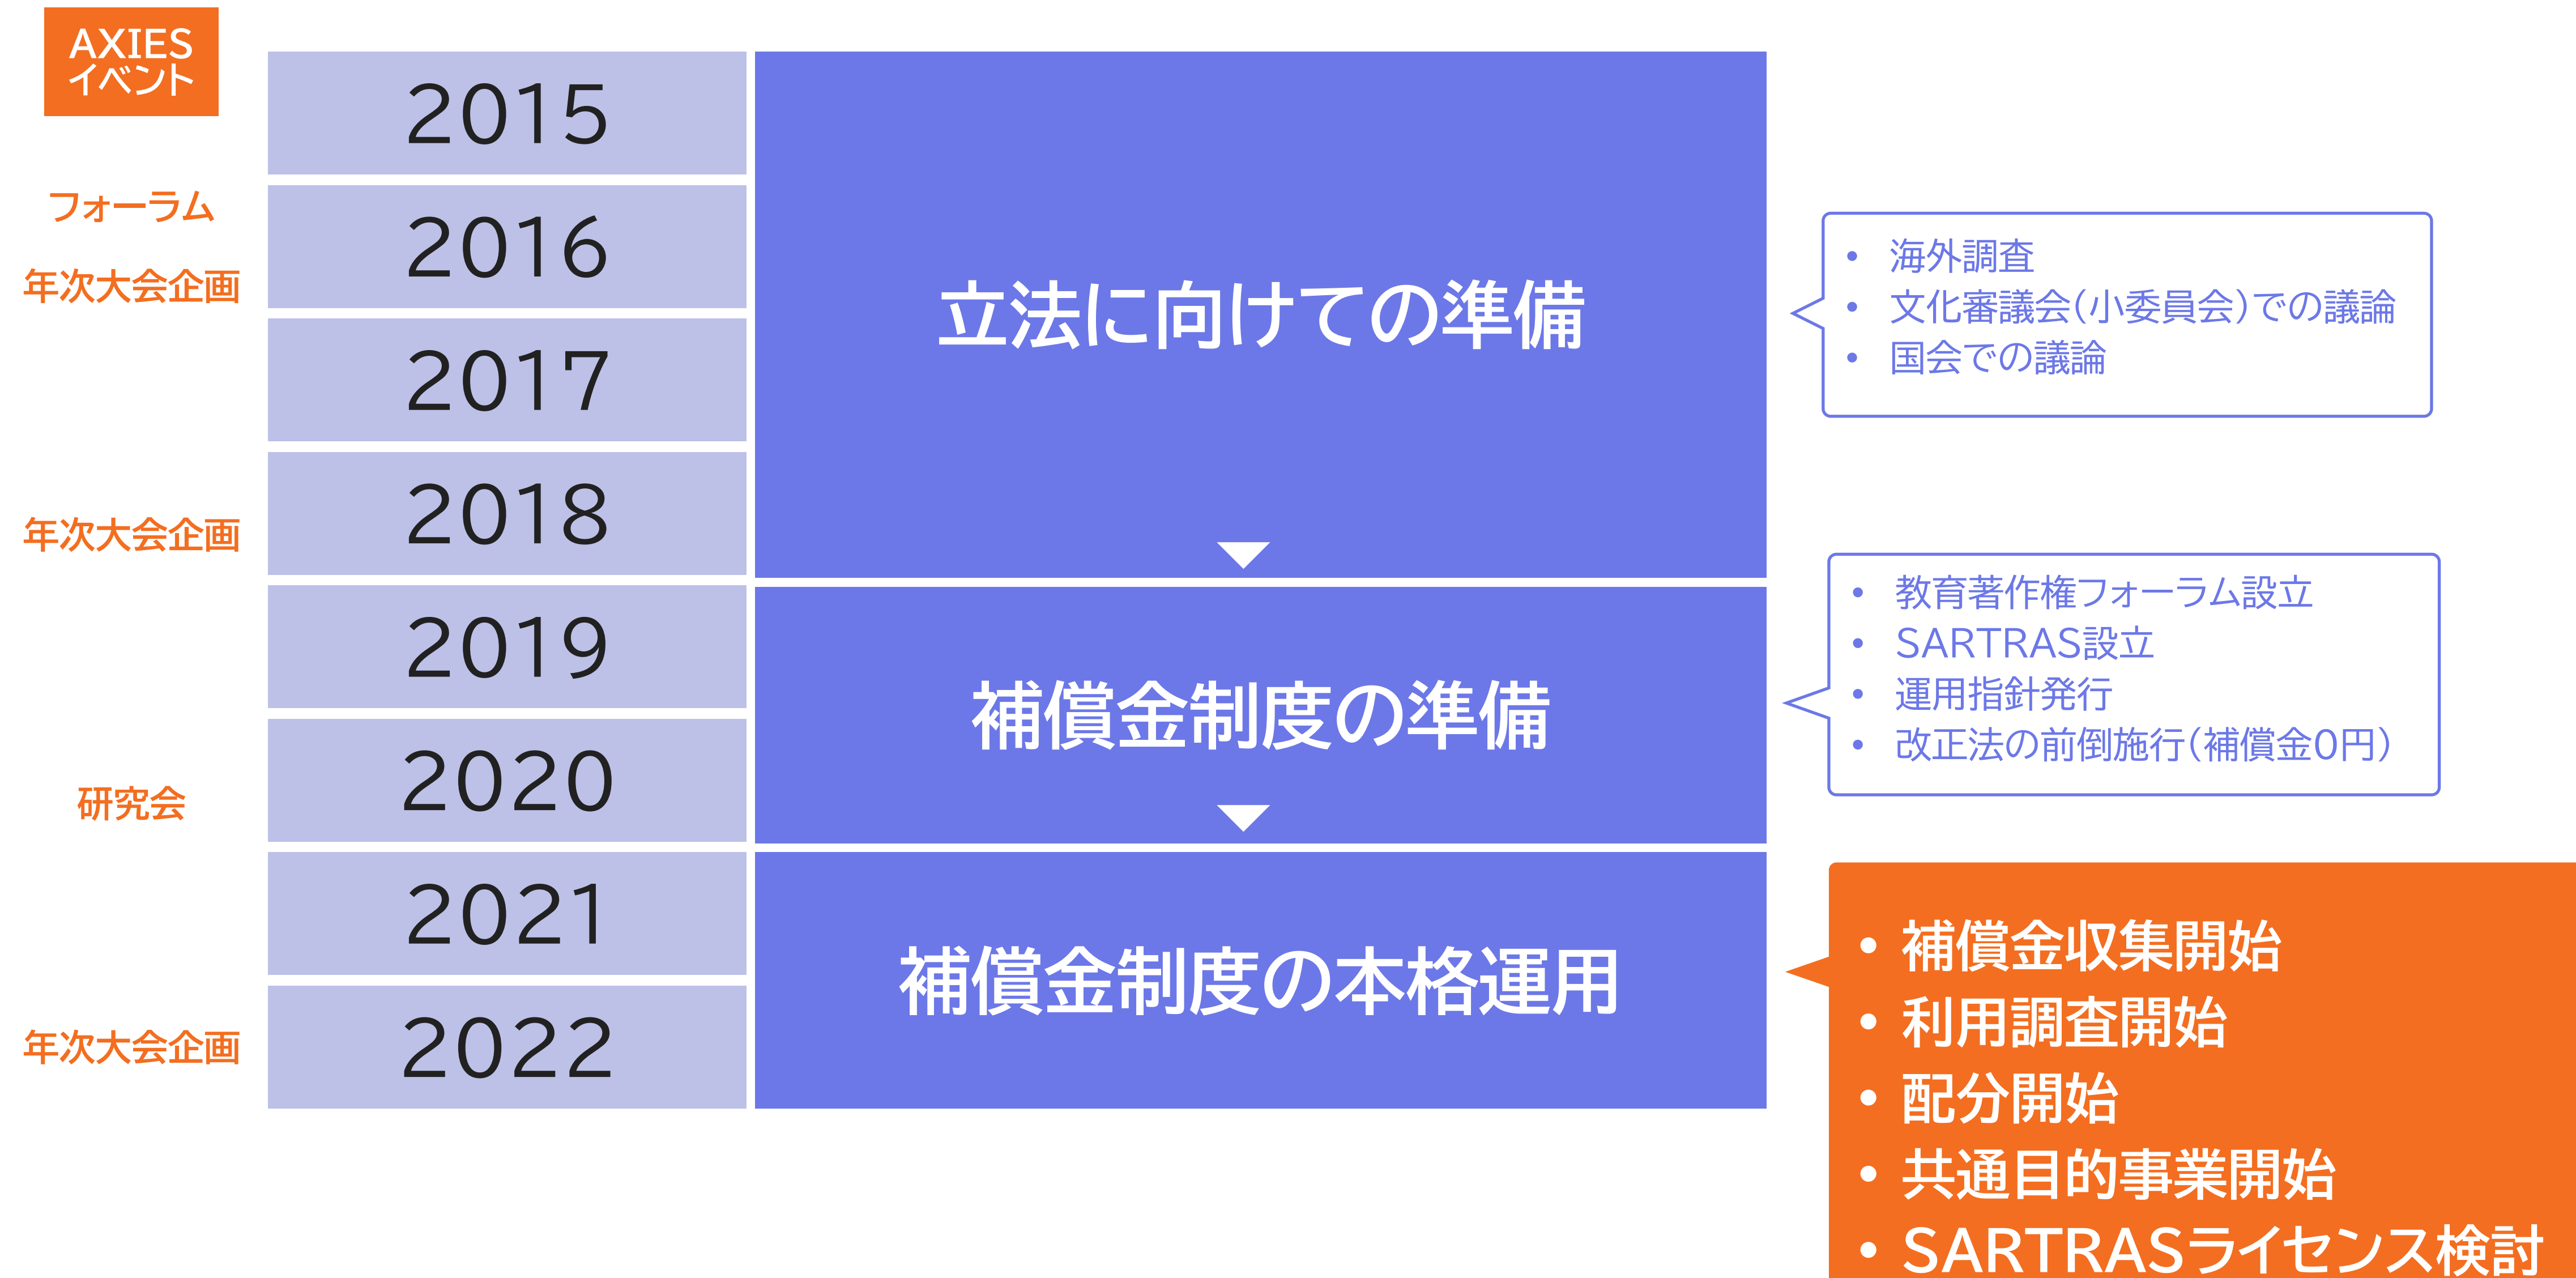 AXIES
イベント
フォーラム
年次大会企画
年次大会企画
研究会
年次大会企画
2015
2016
2017
2018
2019
2020
2021
2022
立法に向けての準備
補償金制度の準備
補償金制度の本格運用
• 海外調査
• 文化審議会(小委員会)での議論
• 国会での議論
• 教育著作権フォーラム設立
• SARTRAS設立
• 運用指針発行
• 改正法の前倒施行(補償金0円)
• 補償金収集開始
• 利用調査開始
• 配分開始
• 共通目的事業開始
• SARTRASライセンス検討